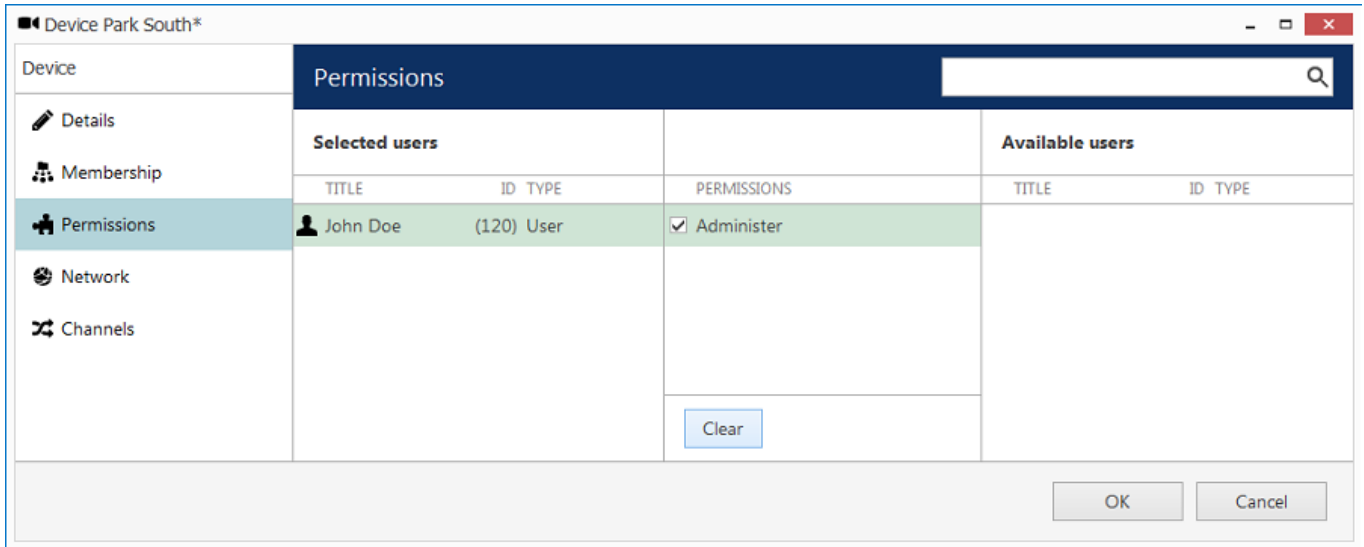 Device Park South*
Device
Details
Membership
Permissions
Network
Channels
Permissions
Selected users
Available users
TITLE ID TYPE
PERMISSIONS
TITLE ID TYPE
John Doe (120) User
Administer
Clear
OK
Cancel